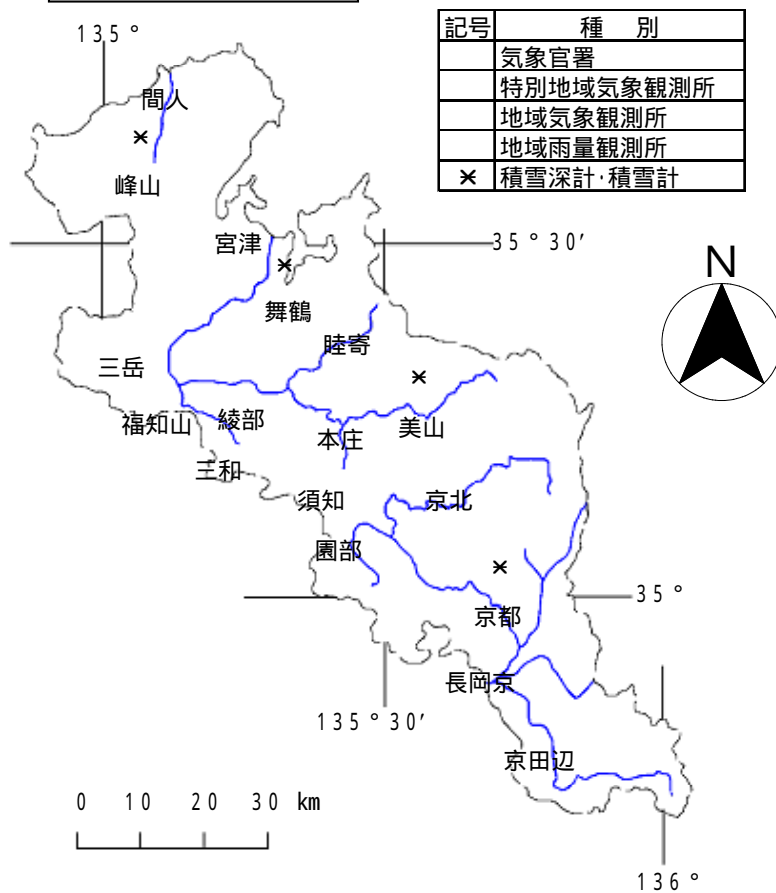 135°
記号 種 別
気象官署
特別地域気象観測所
地域気象観測所
地域雨量観測所
積雪深計・積雪計
間人
峰山
宮津
35°30′
N
舞鶴
睦寄
三岳
福知山
綾部
本庄
美山
三和
須知
京北
園部
35°
京都
長岡京
135°30′
京田辺
0 10 20 30 km
136°